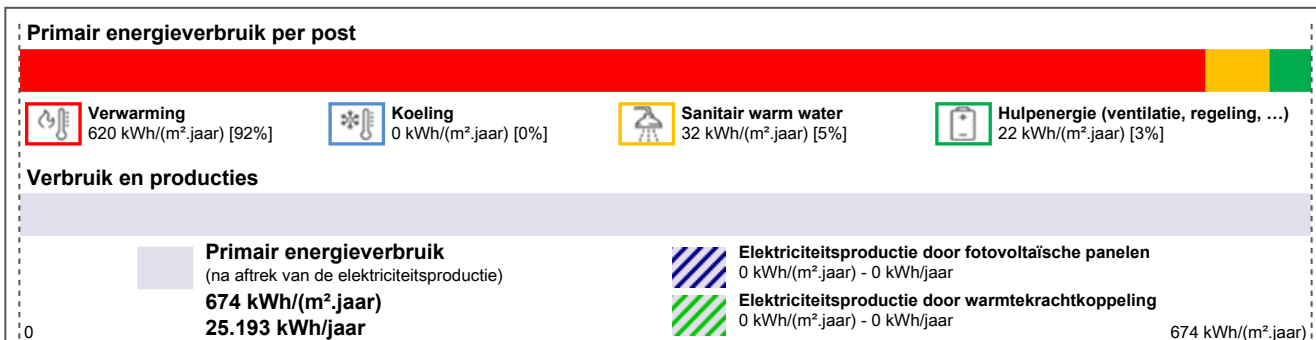 Primair energieverbruik per post
Verwarming
620 kWh/(m².jaar) [92%]
Koeling
0 kWh/(m².jaar) [0%]
Sanitair warm water
32 kWh/(m².jaar) [5%]
Hulpenergie (ventilatie, regeling, …)
22 kWh/(m².jaar) [3%]
Verbruik en producties
Primair energieverbruik
(na aftrek van de elektriciteitsproductie)
674 kWh/(m².jaar)
25.193 kWh/jaar
Elektriciteitsproductie door fotovoltaïsche panelen
0 kWh/(m².jaar) - 0 kWh/jaar
Elektriciteitsproductie door warmtekrachtkoppeling
0 kWh/(m².jaar) - 0 kWh/jaar
0
674 kWh/(m².jaar)